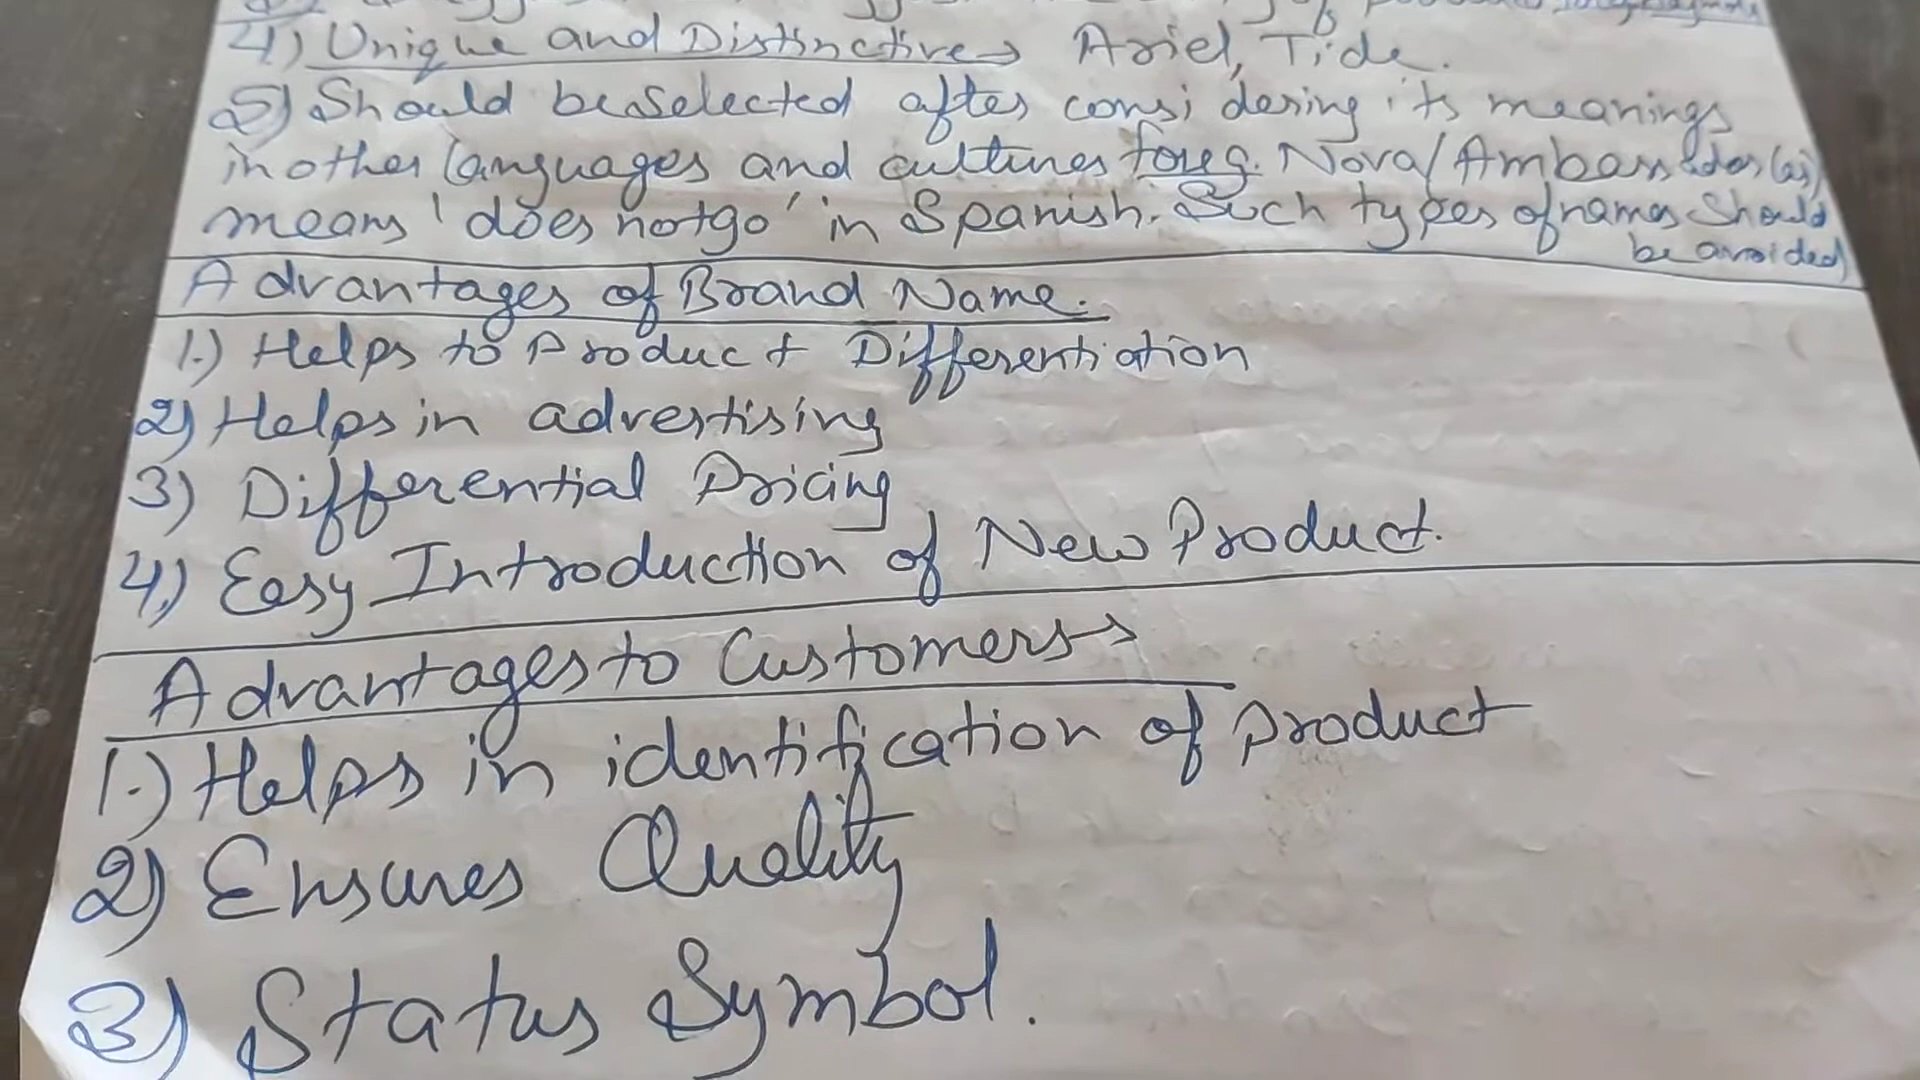 4) Unique and Distinctive → Ariel, Tide.
5) Should be selected after considering its meanings
in other languages and cultures for e.g. Nova/Ambassador (as)
means 'does not go' in Spanish. Such types of names should
be avoided)
Advantages of Brand Name:
1.) Helps to Product Differentiation
2) Helps in advertising
3) Differential Pricing
4.) Easy Introduction of New Product.
Advantages to Customers →
1.) Helps in identification of product
2) Ensures Quality
3) Status Symbol.